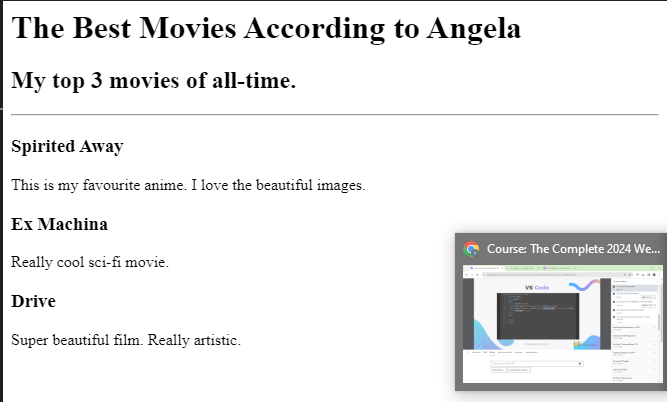 The Best Movies According to Angela
My top 3 movies of all-time.
Spirited Away
This is my favourite anime. I love the beautiful images.
Ex Machina
Really cool sci-fi movie.
Drive
Super beautiful film. Really artistic.
Course: The Complete 2024 We...
VS Code